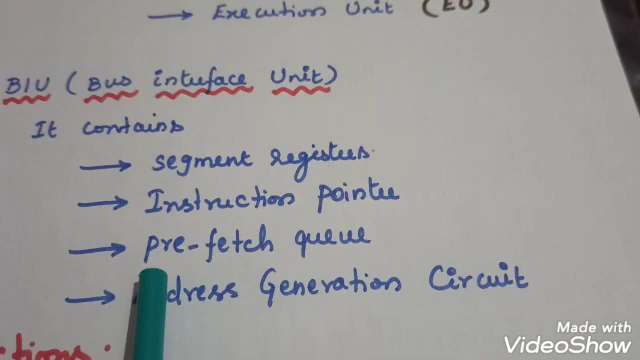 → Execution Unit (EU)
BIU (Bus interface Unit)
It contains
→ segment registers.
→ Instruction pointer
→ pre-fetch queue
→ Address Generation Circuit
Made with
VideoShow